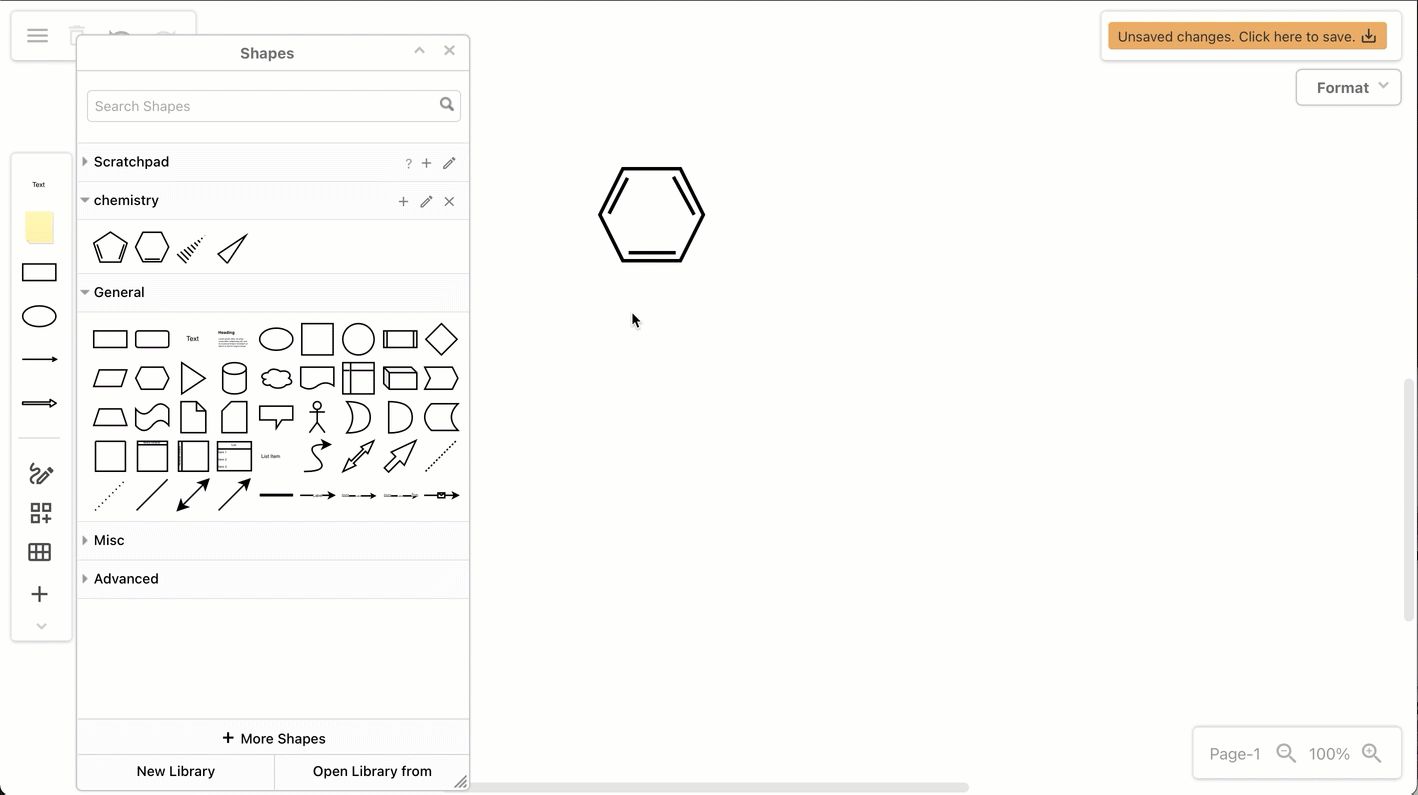 Shapes
Unsaved changes. Click here to save.
Format
Search Shapes
Scratchpad
?
Text
chemistry
General
Text
Heading
List Item
Misc
Advanced
More Shapes
New Library
Open Library from
Page-1
100%